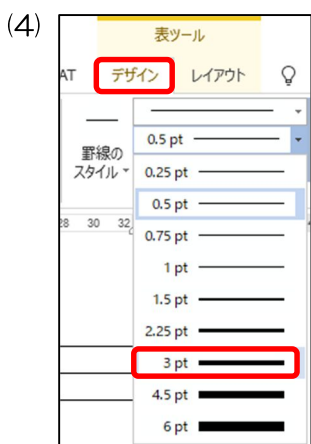 (4)
表ツール
AT デザイン レイアウト
0.5 pt
罫線の
スタイル
0.25 pt
0.5 pt
28 30 32
0.75 pt
1 pt
1.5 pt
2.25 pt
3 pt
4.5 pt
6 pt